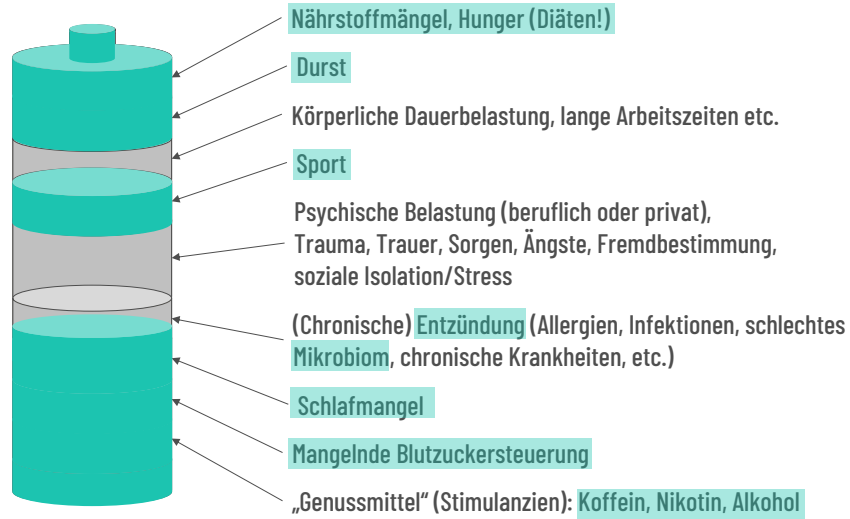 Nährstoffmängel, Hunger (Diäten!)
Durst
Körperliche Dauerbelastung, lange Arbeitszeiten etc.
Sport
Psychische Belastung (beruflich oder privat),
Trauma, Trauer, Sorgen, Ängste, Fremdbestimmung,
soziale Isolation/Stress
(Chronische) Entzündung (Allergien, Infektionen, schlechtes
Mikrobiom, chronische Krankheiten, etc.)
Schlafmangel
Mangelnde Blutzuckersteuerung
„Genussmittel“ (Stimulanzien): Koffein, Nikotin, Alkohol